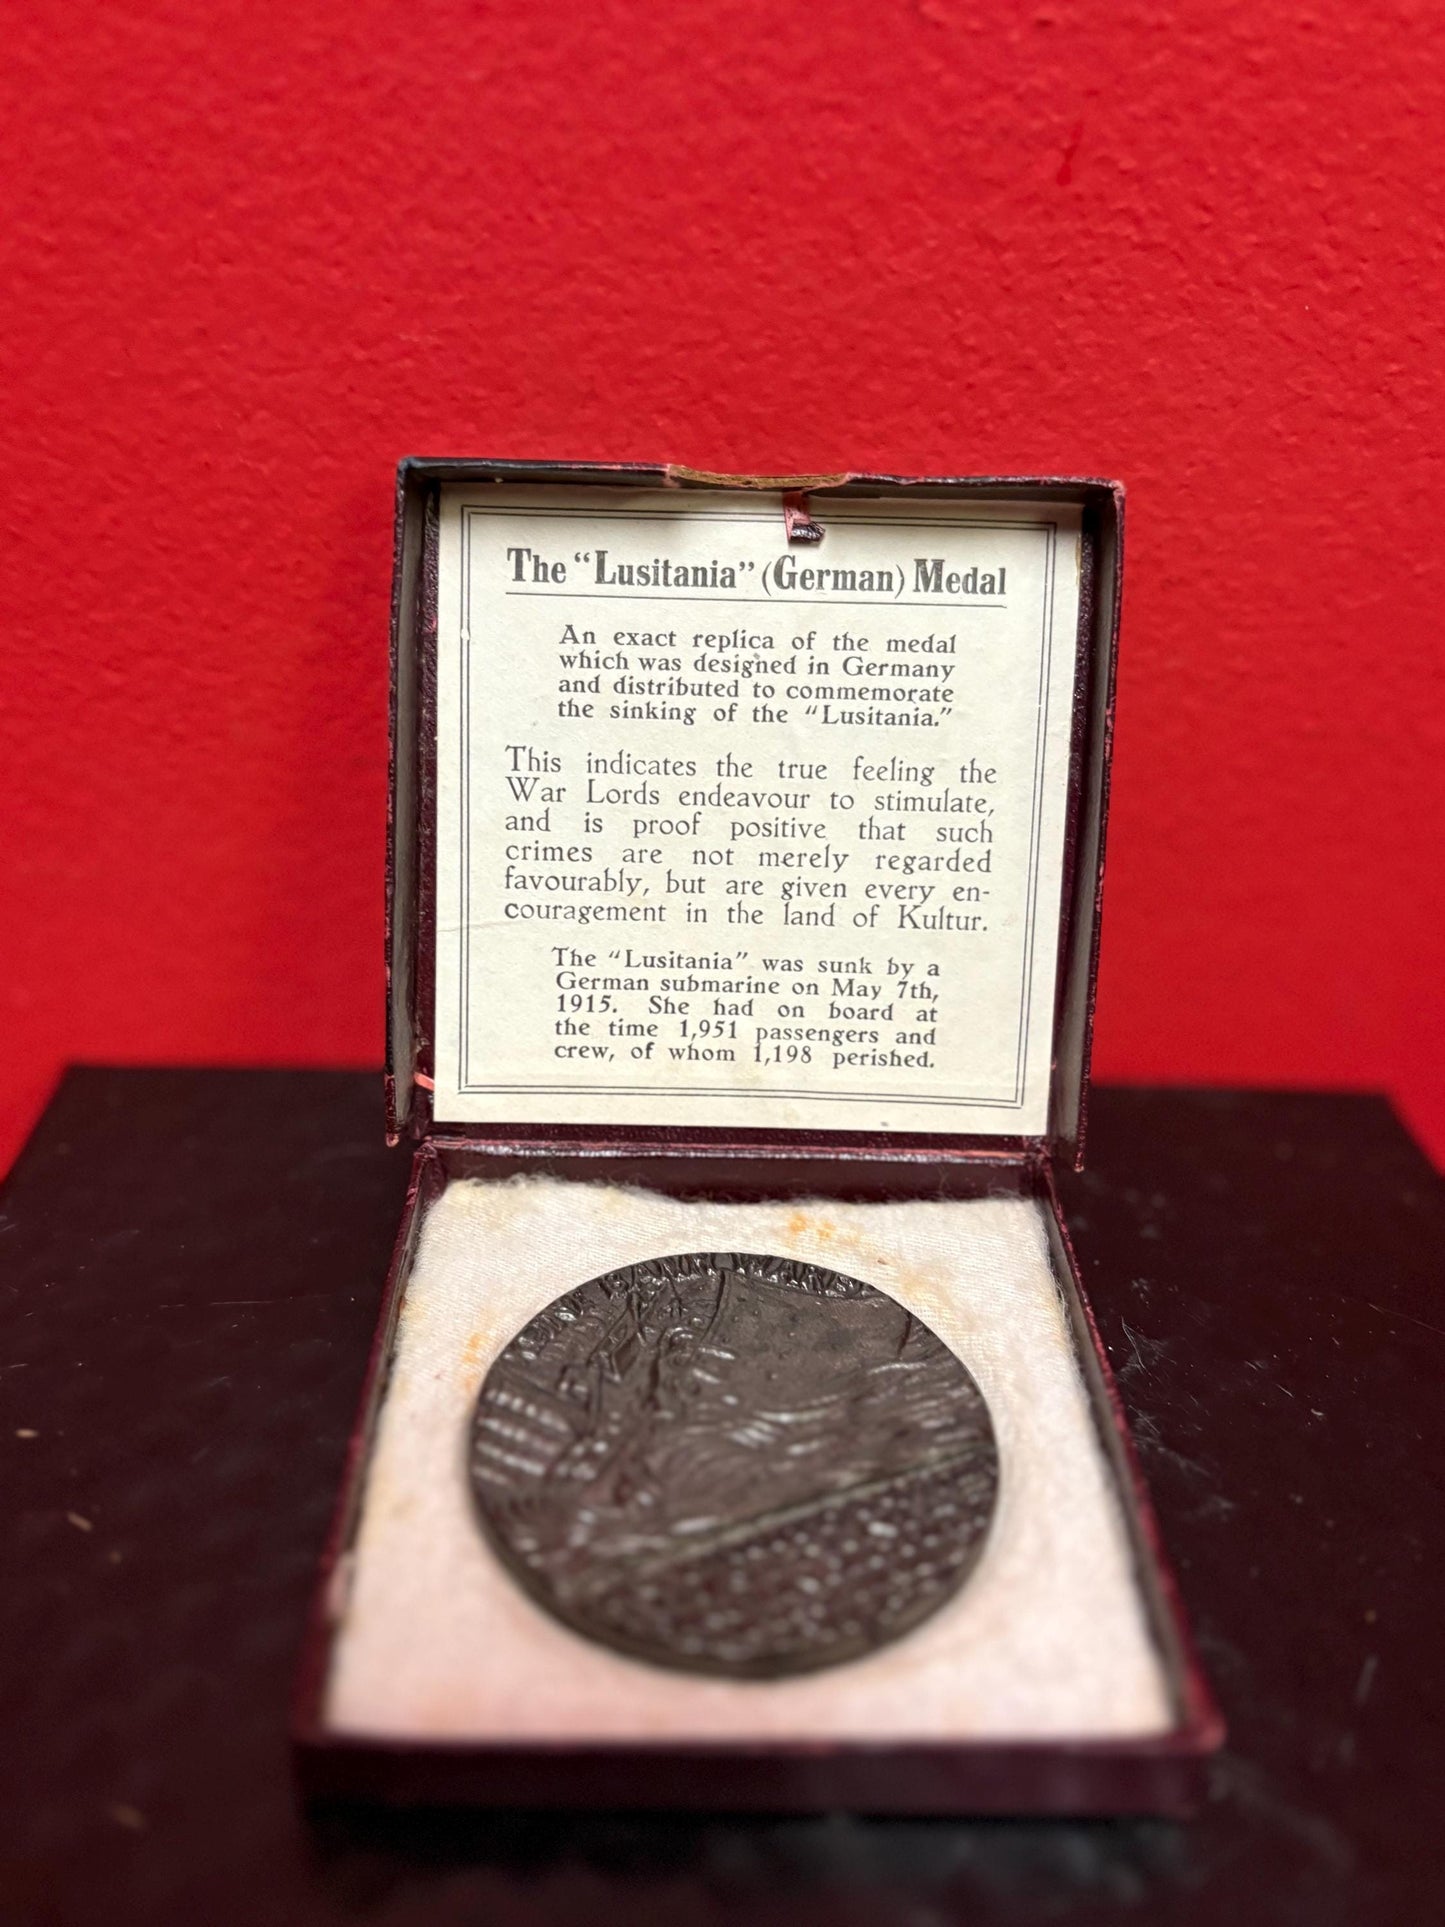 The “Lusitania” (German) Medal
An exact replica of the medal
which was designed in Germany
and distributed to commemorate
the sinking of the “Lusitania.”
This indicates the true feeling the
War Lords endeavour to stimulate,
and is proof positive that such
crimes are not merely regarded
favourably, but are given every en-
couragement in the land of Kultur.
The “Lusitania” was sunk by a
German submarine on May 7th,
1915. She had on board at
the time 1,951 passengers and
crew, of whom 1,198 perished.